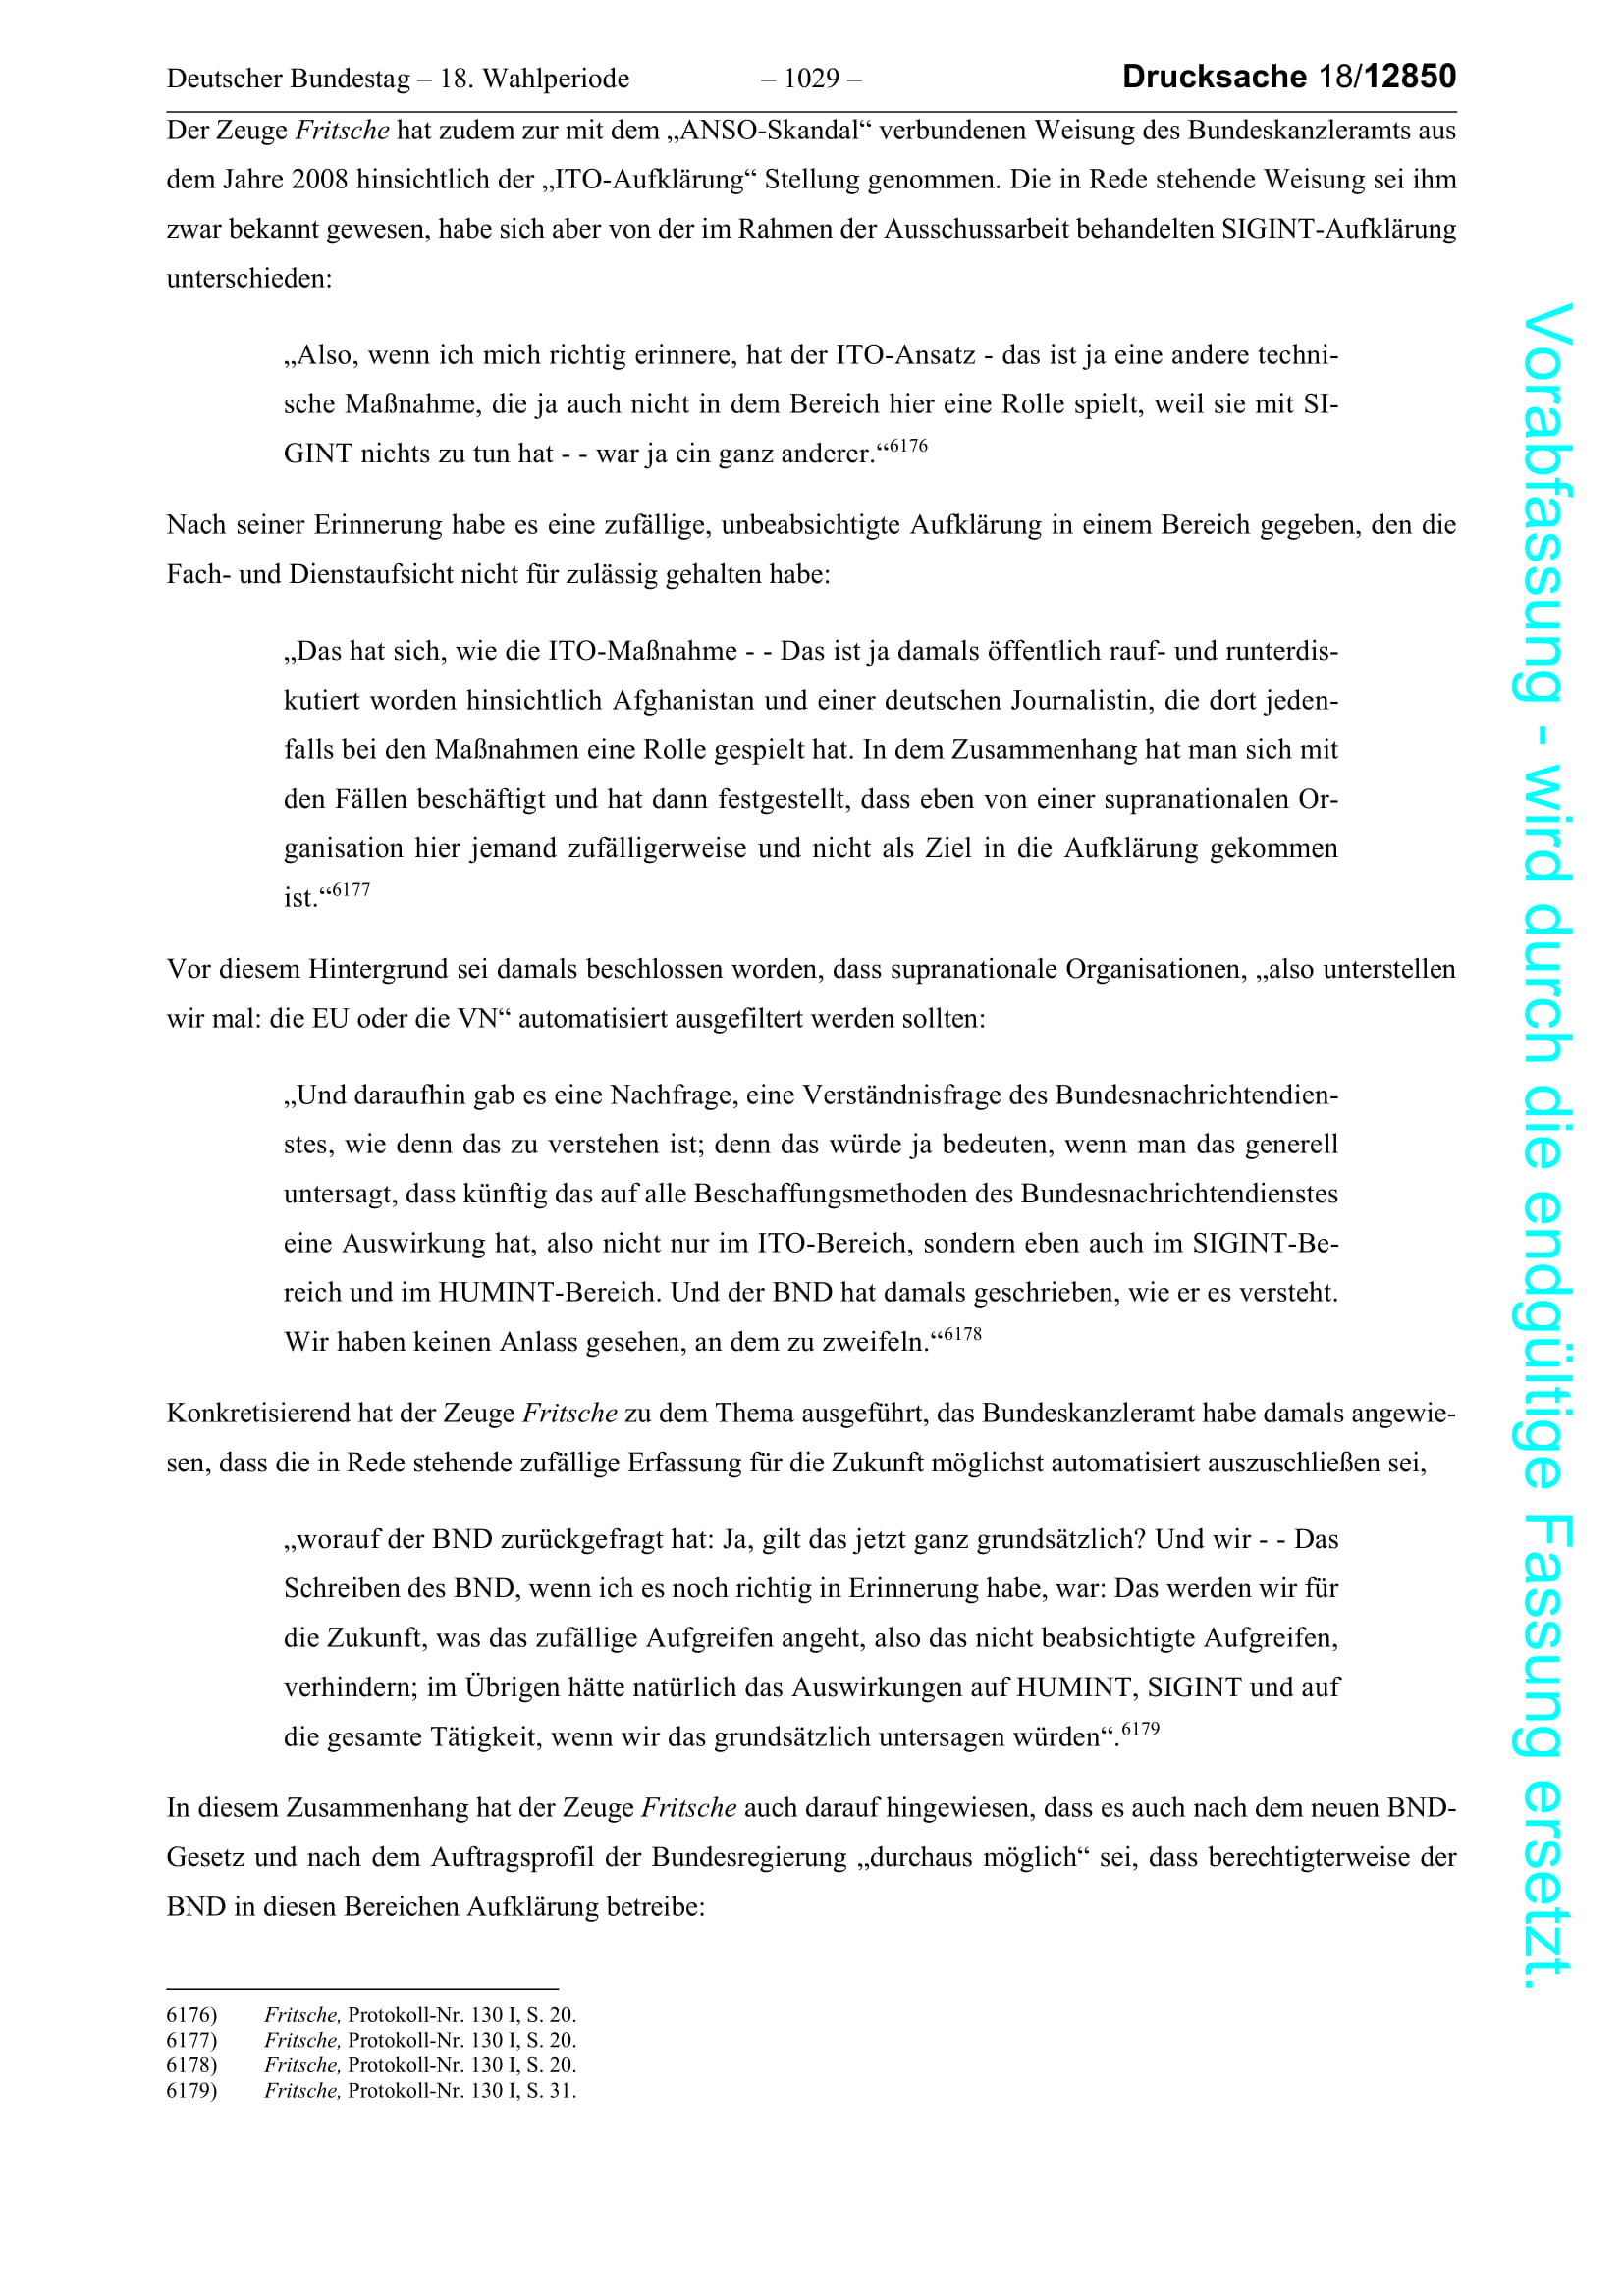 Deutscher Bundestag – 18. Wahlperiode – 1029 – Drucksache 18/12850
Der Zeuge Fritsche hat zudem zur mit dem „ANSO-Skandal“ verbundenen Weisung des Bundeskanzleramts aus
dem Jahre 2008 hinsichtlich der „ITO-Aufklärung“ Stellung genommen. Die in Rede stehende Weisung sei ihm
zwar bekannt gewesen, habe sich aber von der im Rahmen der Ausschussarbeit behandelten SIGINT-Aufklärung
unterschieden:
„Also, wenn ich mich richtig erinnere, hat der ITO-Ansatz - das ist ja eine andere techni-
sche Maßnahme, die ja auch nicht in dem Bereich hier eine Rolle spielt, weil sie mit SI-
GINT nichts zu tun hat - - war ja ein ganz anderer.“6176
Nach seiner Erinnerung habe es eine zufällige, unbeabsichtigte Aufklärung in einem Bereich gegeben, den die
Fach- und Dienstaufsicht nicht für zulässig gehalten habe:
„Das hat sich, wie die ITO-Maßnahme - - Das ist ja damals öffentlich rauf- und runterdis-
kutiert worden hinsichtlich Afghanistan und einer deutschen Journalistin, die dort jeden-
falls bei den Maßnahmen eine Rolle gespielt hat. In dem Zusammenhang hat man sich mit
den Fällen beschäftigt und hat dann festgestellt, dass eben von einer supranationalen Or-
ganisation hier jemand zufälligerweise und nicht als Ziel in die Aufklärung gekommen
ist.“6177
Vor diesem Hintergrund sei damals beschlossen worden, dass supranationale Organisationen, „also unterstellen
wir mal: die EU oder die VN“ automatisiert ausgefiltert werden sollten:
„Und daraufhin gab es eine Nachfrage, eine Verständnisfrage des Bundesnachrichtendien-
stes, wie denn das zu verstehen ist; denn das würde ja bedeuten, wenn man das generell
untersagt, dass künftig das auf alle Beschaffungsmethoden des Bundesnachrichtendienstes
eine Auswirkung hat, also nicht nur im ITO-Bereich, sondern eben auch im SIGINT-Be-
reich und im HUMINT-Bereich. Und der BND hat damals geschrieben, wie er es versteht.
Wir haben keinen Anlass gesehen, an dem zu zweifeln.“6178
Konkretisierend hat der Zeuge Fritsche zu dem Thema ausgeführt, das Bundeskanzleramt habe damals angewie-
sen, dass die in Rede stehende zufällige Erfassung für die Zukunft möglichst automatisiert auszuschließen sei,
„worauf der BND zurückgefragt hat: Ja, gilt das jetzt ganz grundsätzlich? Und wir - - Das
Schreiben des BND, wenn ich es noch richtig in Erinnerung habe, war: Das werden wir für
die Zukunft, was das zufällige Aufgreifen angeht, also das nicht beabsichtigte Aufgreifen,
verhindern; im Übrigen hätte natürlich das Auswirkungen auf HUMINT, SIGINT und auf
die gesamte Tätigkeit, wenn wir das grundsätzlich untersagen würden“.6179
In diesem Zusammenhang hat der Zeuge Fritsche auch darauf hingewiesen, dass es auch nach dem neuen BND-
Gesetz und nach dem Auftragsprofil der Bundesregierung „durchaus möglich“ sei, dass berechtigterweise der
BND in diesen Bereichen Aufklärung betreibe:
6176) Fritsche, Protokoll-Nr. 130 I, S. 20.
6177) Fritsche, Protokoll-Nr. 130 I, S. 20.
6178) Fritsche, Protokoll-Nr. 130 I, S. 20.
6179) Fritsche, Protokoll-Nr. 130 I, S. 31.
Vorabfassung - wird durch die endgültige Fassung ersetzt.